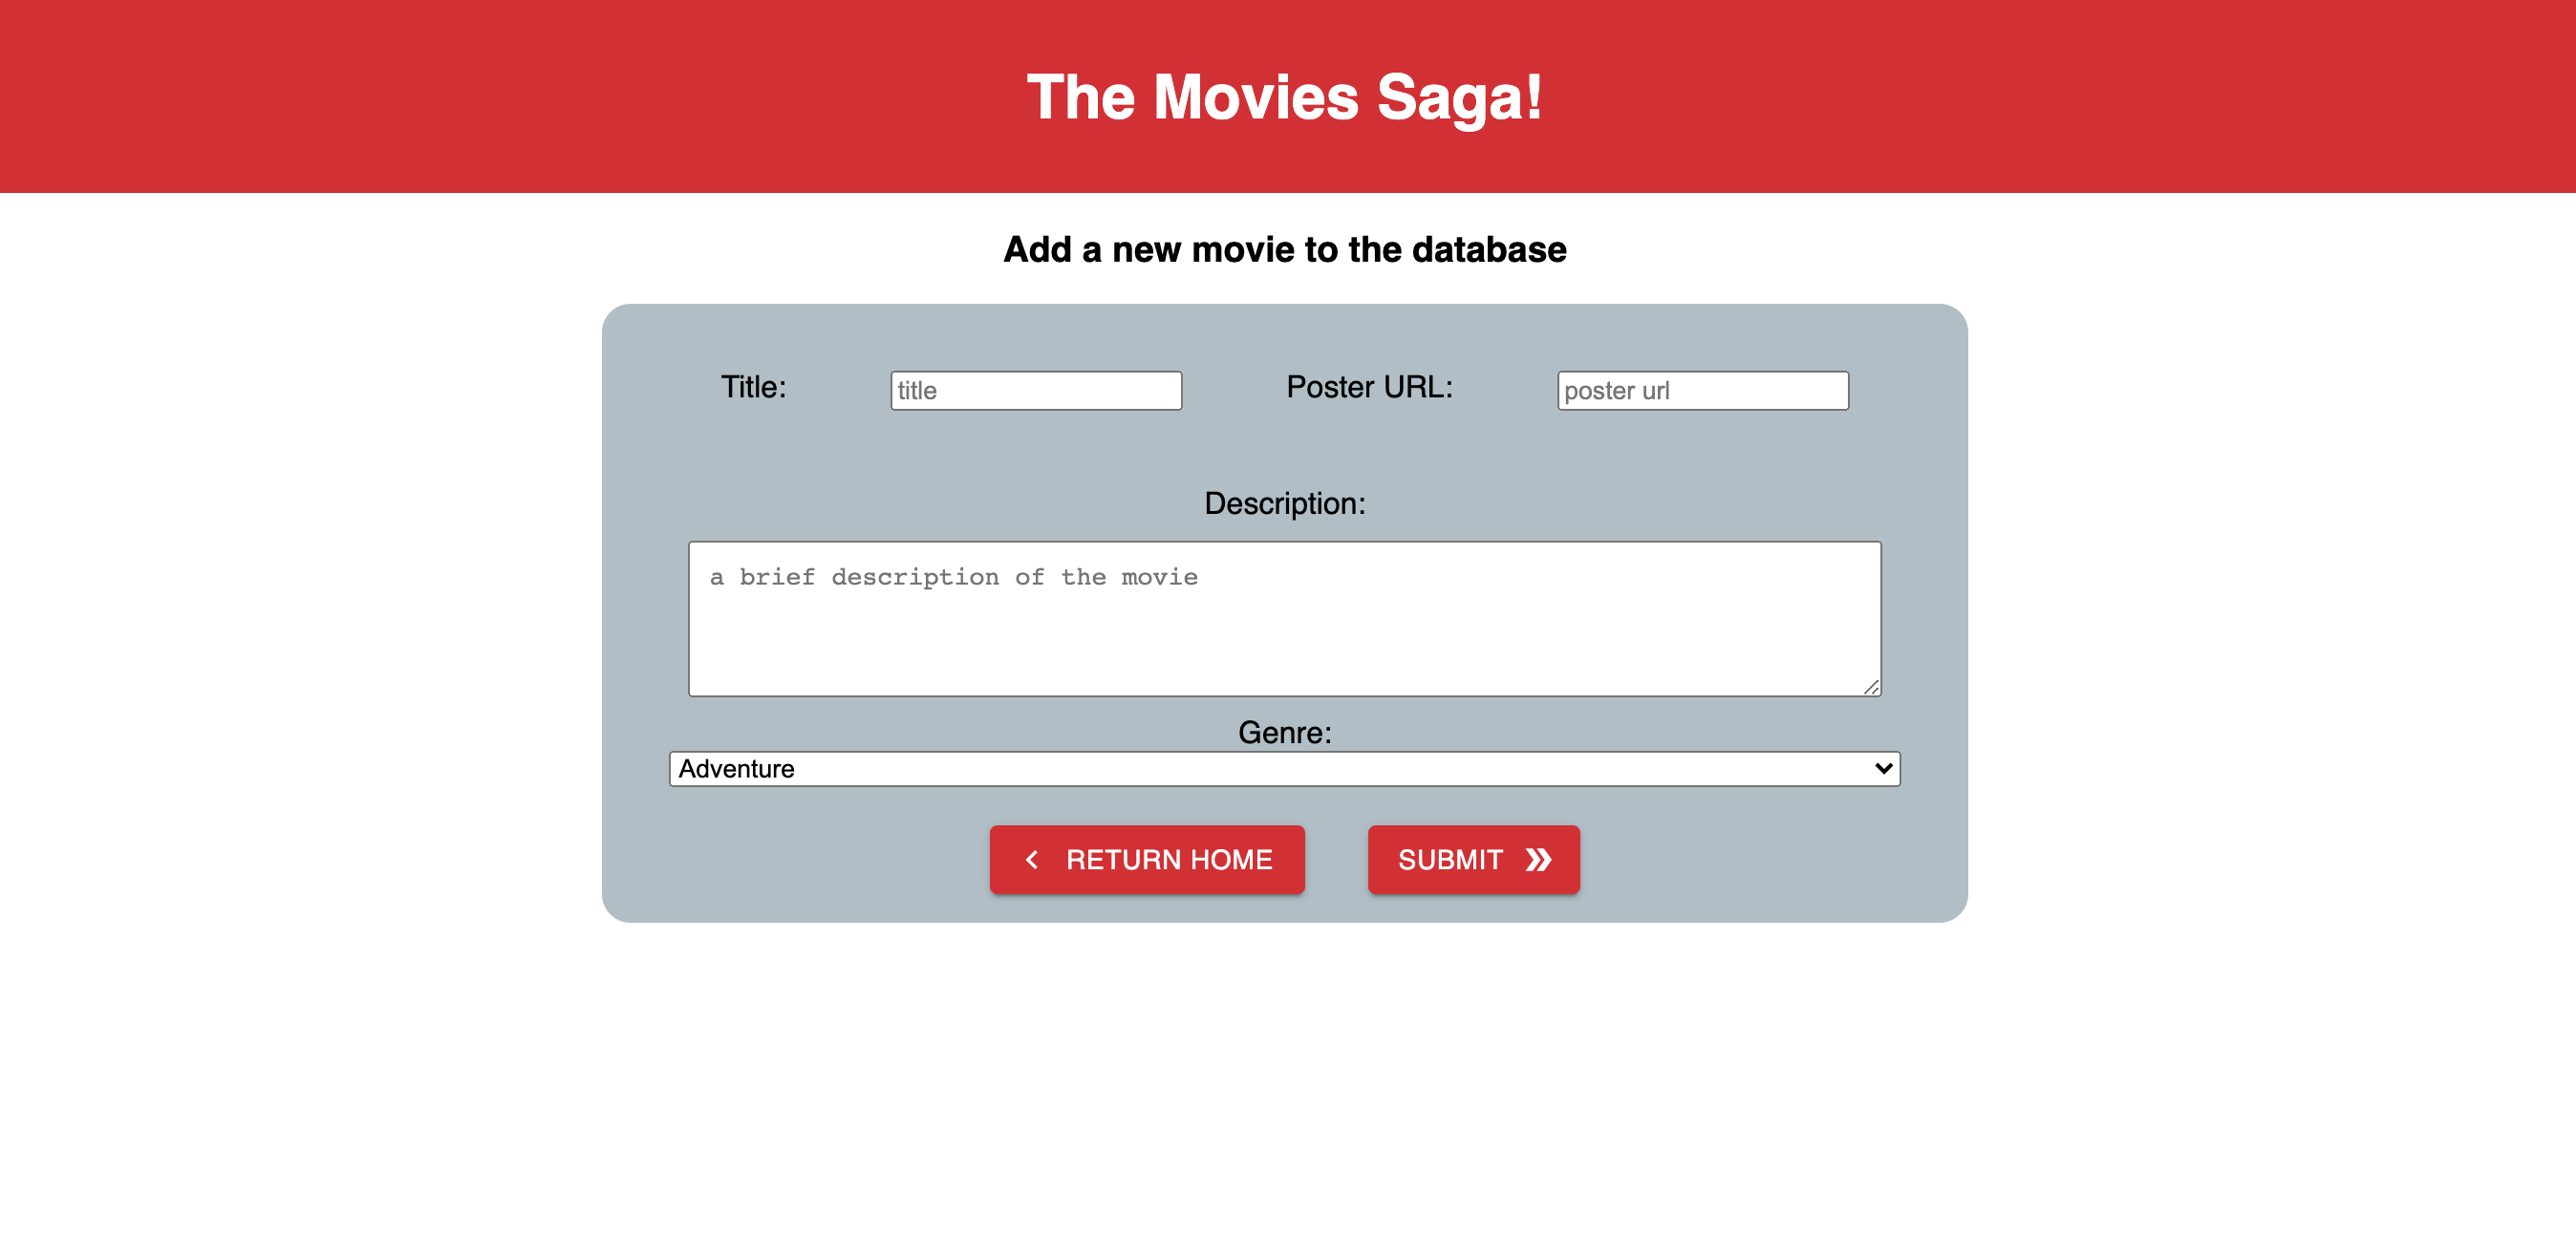 The Movies Saga!
Add a new movie to the database
Title: title Poster URL: poster url
Description:
a brief description of the movie
Genre:
Adventure
RETURN HOME SUBMIT